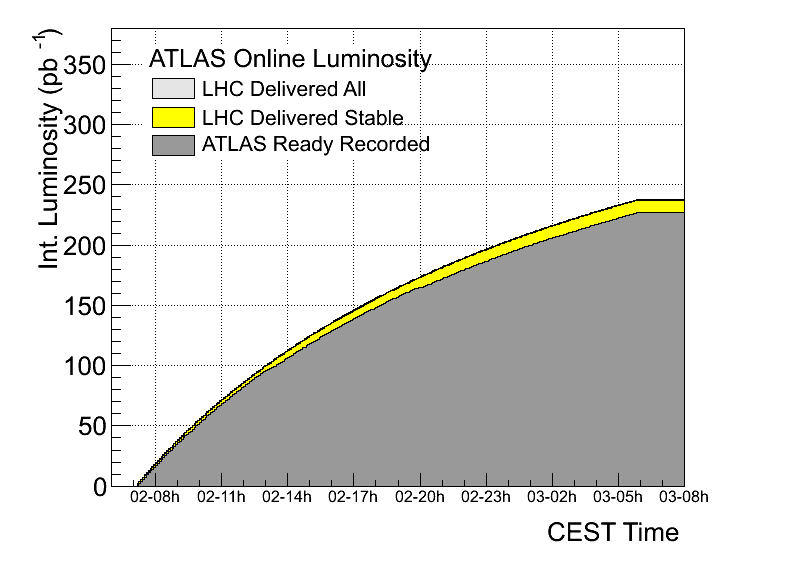 ATLAS Online Luminosity
LHC Delivered All
LHC Delivered Stable
ATLAS Ready Recorded
Int. Luminosity (pb⁻¹)
350
300
250
200
150
100
50
0
02-08h 02-11h 02-14h 02-17h 02-20h 02-23h 03-02h 03-05h 03-08h
CEST Time